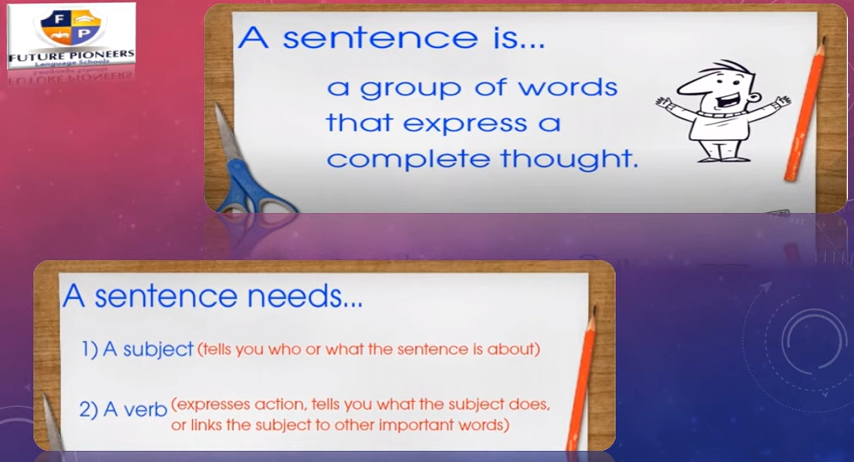 F P
FUTURE PIONEERS
Language Schools
A sentence is...
a group of words
that express a
complete thought.
A sentence needs...
1) A subject (tells you who or what the sentence is about)
2) A verb (expresses action, tells you what the subject does,
or links the subject to other important words)